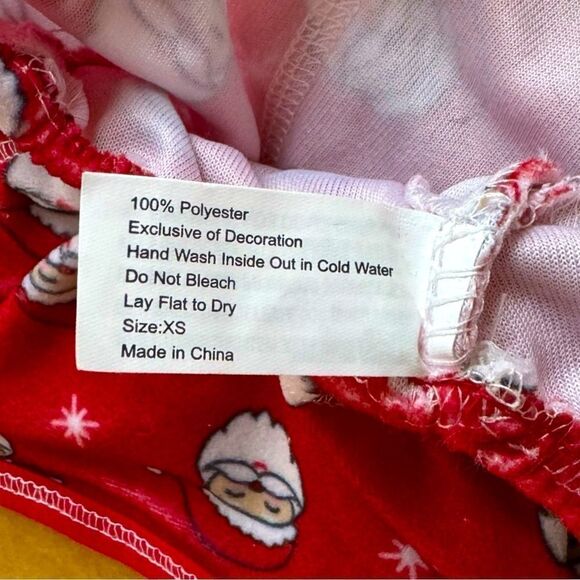 100% Polyester
Exclusive of Decoration
Hand Wash Inside Out in Cold Water
Do Not Bleach
Lay Flat to Dry
Size:XS
Made in China